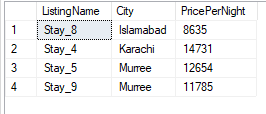 ListingName City PricePerNight
1 Stay_8 Islamabad 8635
2 Stay_4 Karachi 14731
3 Stay_5 Murree 12654
4 Stay_9 Murree 11785